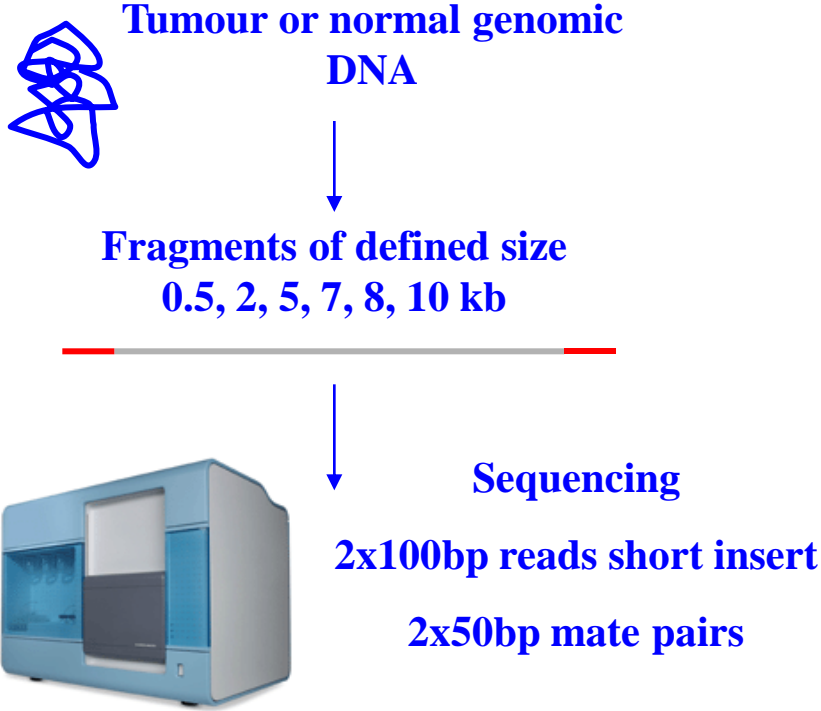 Tumour or normal genomic
DNA
Fragments of defined size
0.5, 2, 5, 7, 8, 10 kb
Sequencing
2x100bp reads short insert
2x50bp mate pairs